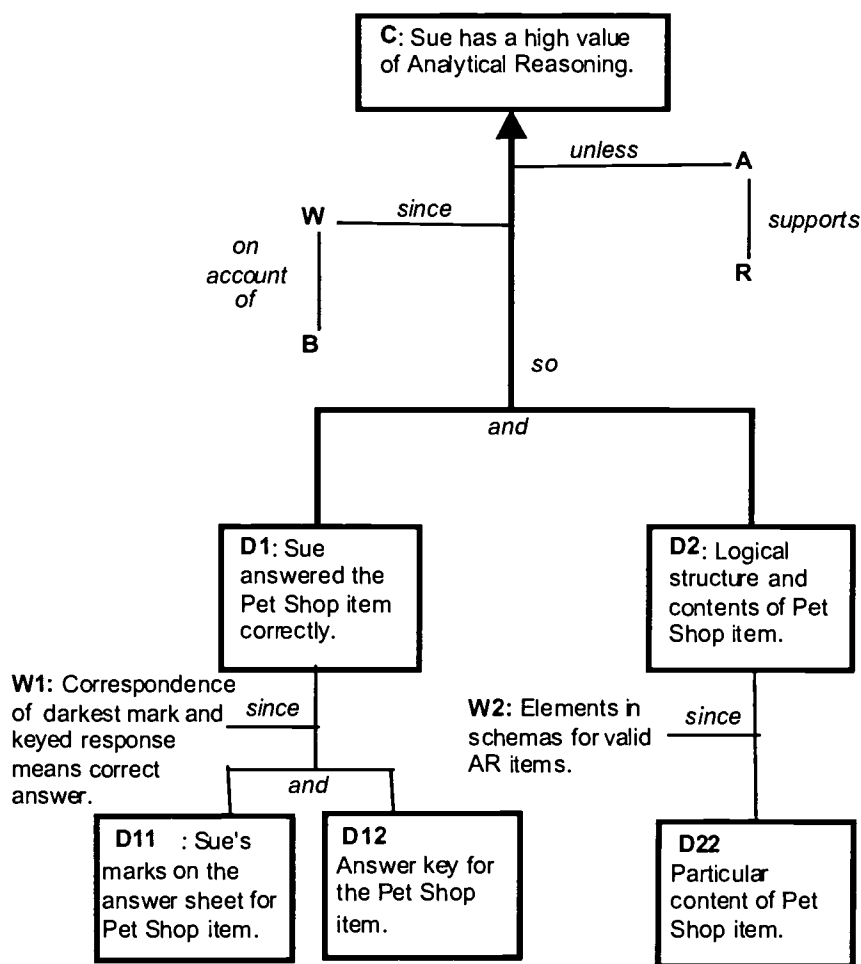 C: Sue has a high value
of Analytical Reasoning.
unless
A
since
W
supports
on
account
of
R
B
so
and
D1: Sue
answered the
Pet Shop item
correctly.
D2: Logical
structure and
contents of Pet
Shop item.
W1: Correspondence
of darkest mark and
keyed response
means correct
answer.
since
W2: Elements in
schemas for valid
AR items.
since
and
D11 : Sue's
marks on the
answer sheet for
Pet Shop item.
D12
Answer key for
the Pet Shop
item.
D22
Particular
content of Pet
Shop item.